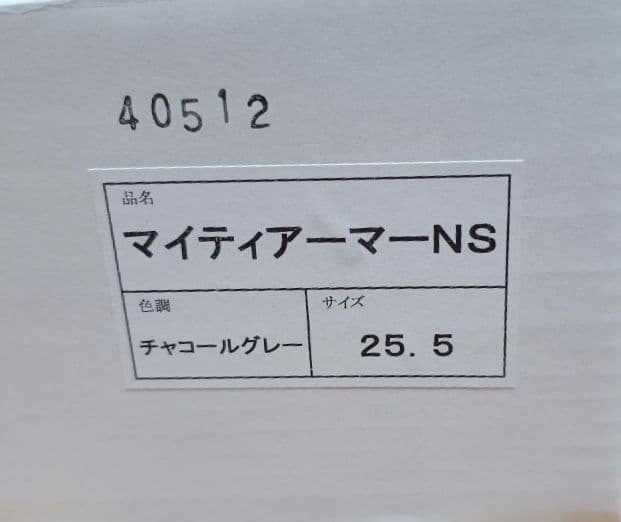 40512
品名
マイティアーマーNS
色調
チャコールグレー
サイズ
25.5